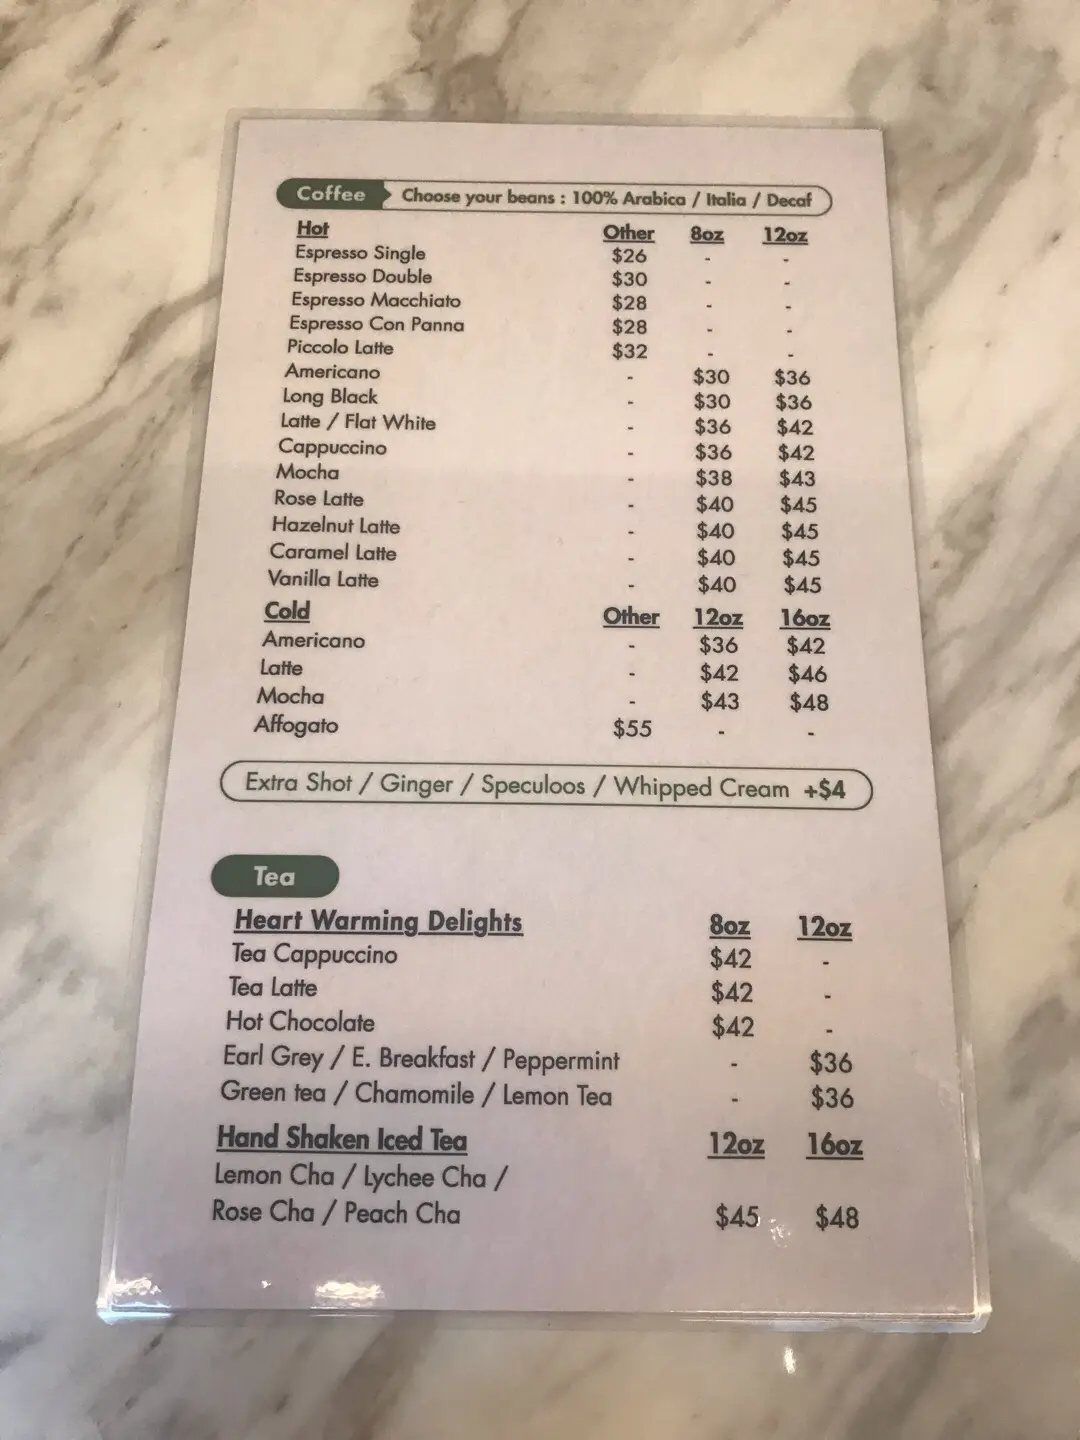 Coffee Choose your beans : 100% Arabica / Italia / Decaf
Hot Other 8oz 12oz
Espresso Single $26 - -
Espresso Double $30 - -
Espresso Macchiato $28 - -
Espresso Con Panna $28 - -
Piccolo Latte $32 - -
Americano - $30 $36
Long Black - $30 $36
Latte / Flat White - $36 $42
Cappuccino - $36 $42
Mocha - $38 $43
Rose Latte - $40 $45
Hazelnut Latte - $40 $45
Caramel Latte - $40 $45
Vanilla Latte - $40 $45
Cold Other 12oz 16oz
Americano - $36 $42
Latte - $42 $46
Mocha - $43 $48
Affogato $55 - -
Extra Shot / Ginger / Speculoos / Whipped Cream +$4
Tea
Heart Warming Delights 8oz 12oz
Tea Cappuccino $42 -
Tea Latte $42 -
Hot Chocolate $42 -
Earl Grey / E. Breakfast / Peppermint - $36
Green tea / Chamomile / Lemon Tea - $36
Hand Shaken Iced Tea 12oz 16oz
Lemon Cha / Lychee Cha /
Rose Cha / Peach Cha $45 $48